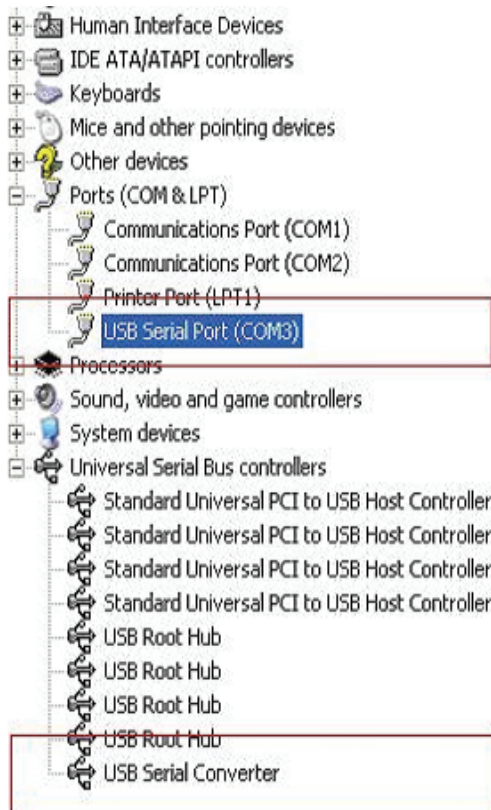 Human Interface Devices
IDE ATA/ATAPI controllers
Keyboards
Mice and other pointing devices
Other devices
Ports (COM & LPT)
Communications Port (COM1)
Communications Port (COM2)
Printer Port (LPT1)
USB Serial Port (COM3)
Processors
Sound, video and game controllers
System devices
Universal Serial Bus controllers
Standard Universal PCI to USB Host Controller
Standard Universal PCI to USB Host Controller
Standard Universal PCI to USB Host Controller
Standard Universal PCI to USB Host Controller
USB Root Hub
USB Root Hub
USB Root Hub
USB Root Hub
USB Serial Converter